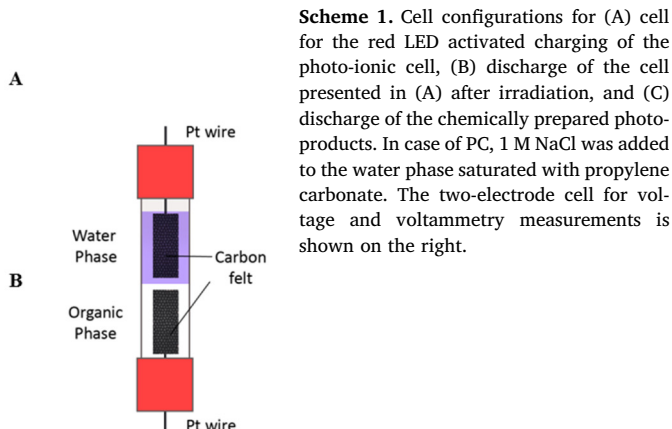 A
B
Pt wire
Water
Phase
Carbon
felt
Organic
Phase
Pt wire
Scheme 1. Cell configurations for (A) cell
for the red LED activated charging of the
photo-ionic cell, (B) discharge of the cell
presented in (A) after irradiation, and (C)
discharge of the chemically prepared photo-
products. In case of PC, 1 M NaCl was added
to the water phase saturated with propylene
carbonate. The two-electrode cell for vol-
tage and voltammetry measurements is
shown on the right.